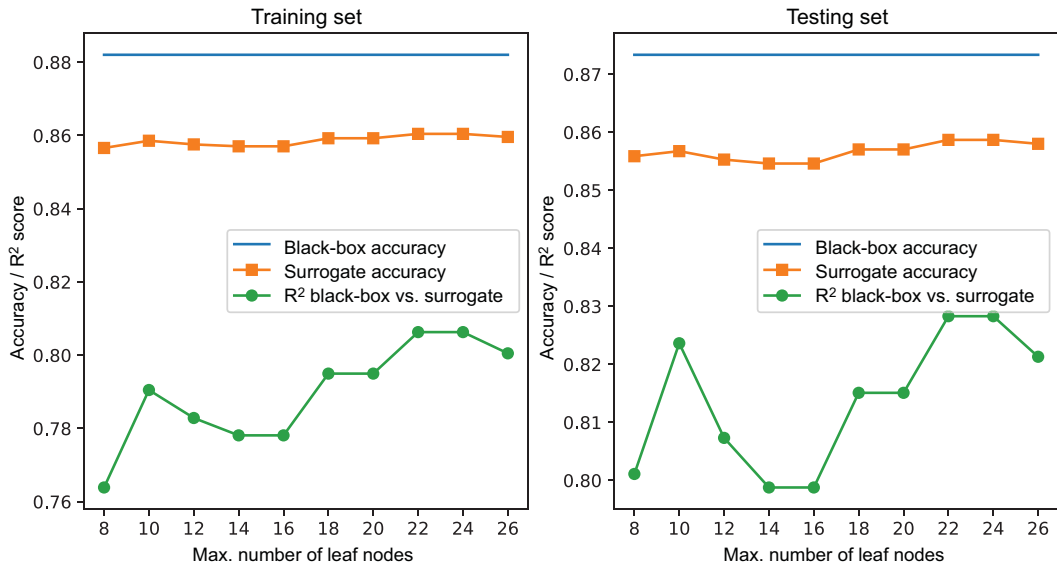 Training set
Accuracy / R² score
0.88
0.86
0.84
0.82
0.80
0.78
0.76
Black-box accuracy
Surrogate accuracy
R² black-box vs. surrogate
8 10 12 14 16 18 20 22 24 26
Max. number of leaf nodes
Testing set
Accuracy / R² score
0.87
0.86
0.85
0.84
0.83
0.82
0.81
0.80
Black-box accuracy
Surrogate accuracy
R² black-box vs. surrogate
8 10 12 14 16 18 20 22 24 26
Max. number of leaf nodes